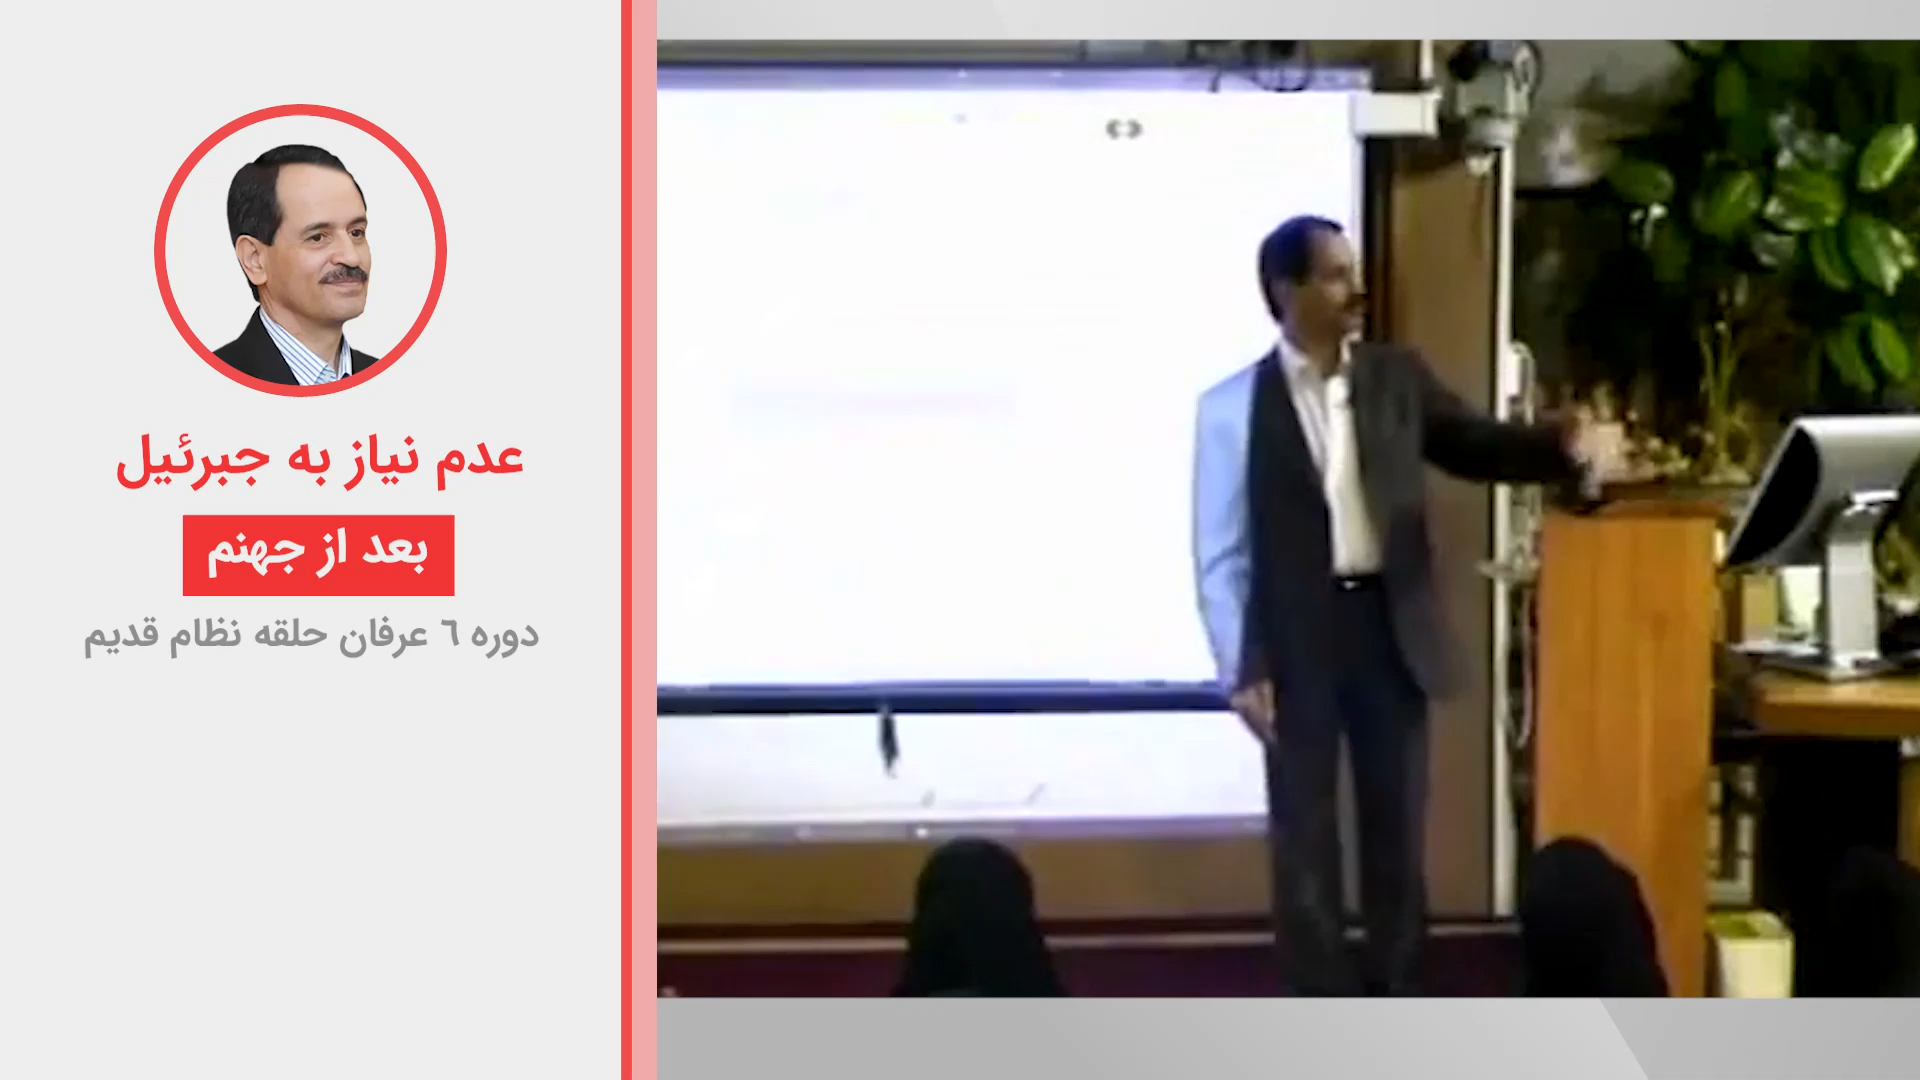 عدم نیاز به جبرئیل
بعد از جهنم
دوره ٦ عرفان حلقه نظام قدیم